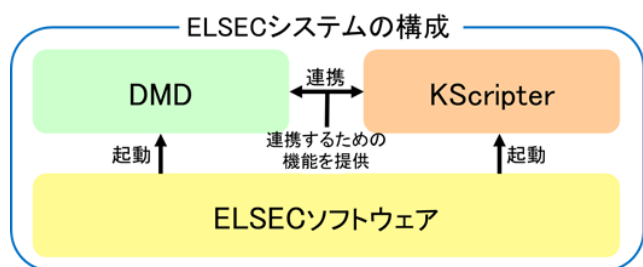 ELSECシステムの構成
連携
DMD
KScripter
連携するための
機能を提供
起動
起動
ELSECソフトウェア